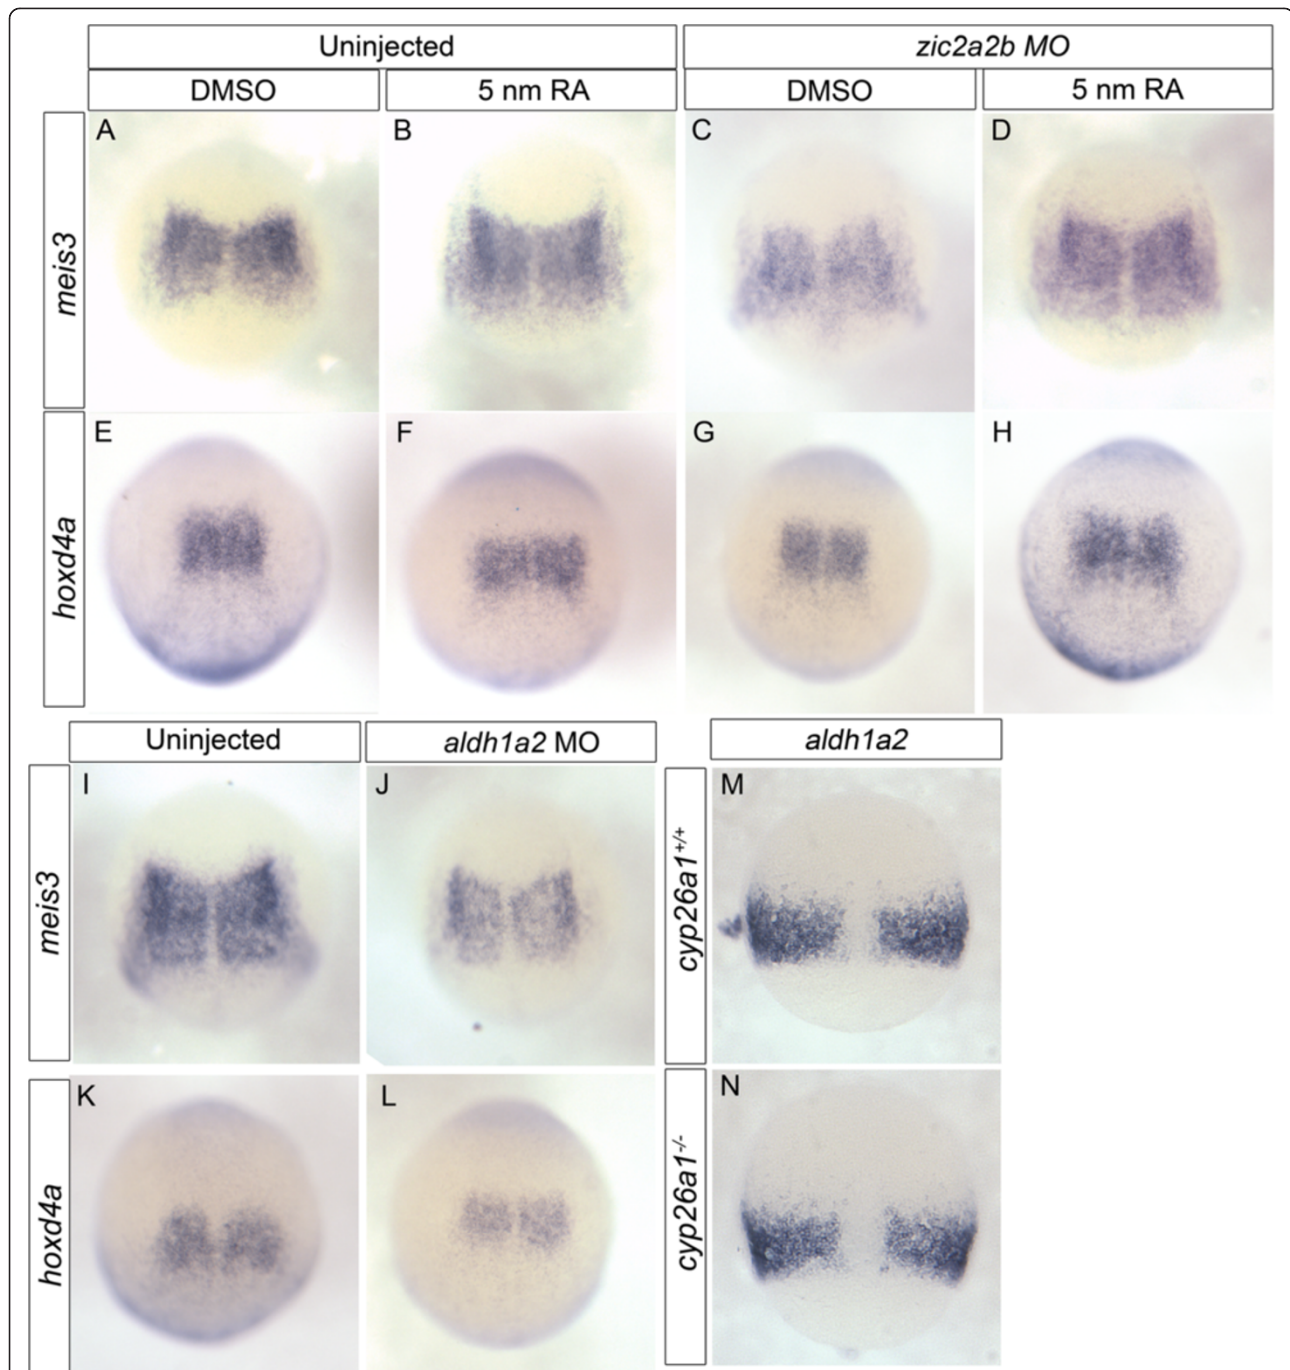 Uninjected zic2a2b MO
DMSO 5 nm RA DMSO 5 nm RA
A B C D
meis3
E F G H
hoxd4a
Uninjected aldh1a2 MO aldh1a2
I J M
meis3
cyp26a1+/+
K L N
hoxd4a
cyp26a1-/-